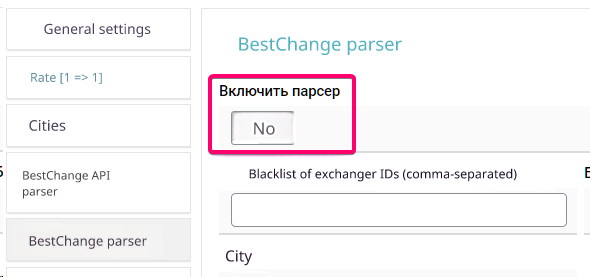 General settings
Rate [1 => 1]
Cities
BestChange API
parser
BestChange parser
BestChange parser
Включить парсер
No
Blacklist of exchanger IDs (comma-separated)
City